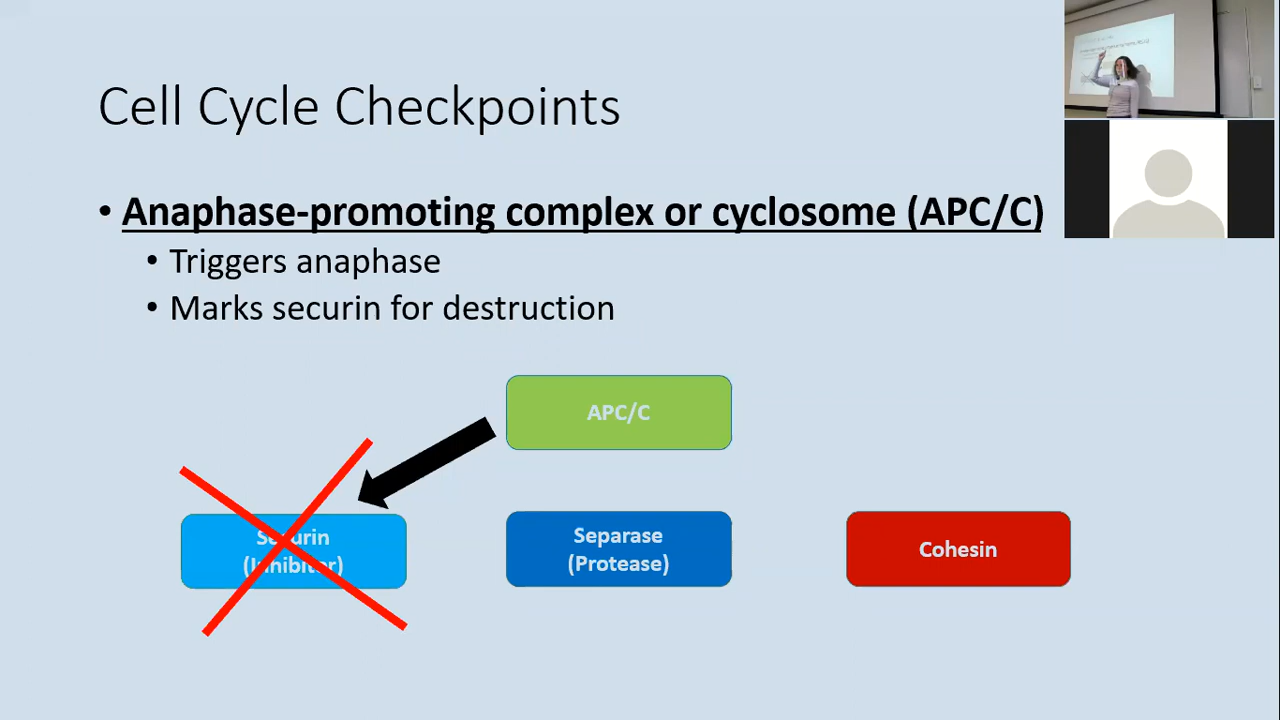 Cell Cycle Checkpoints
• Anaphase-promoting complex or cyclosome (APC/C)
• Triggers anaphase
• Marks securin for destruction
APC/C
Securin
(Inhibitor)
Separase
(Protease)
Cohesin